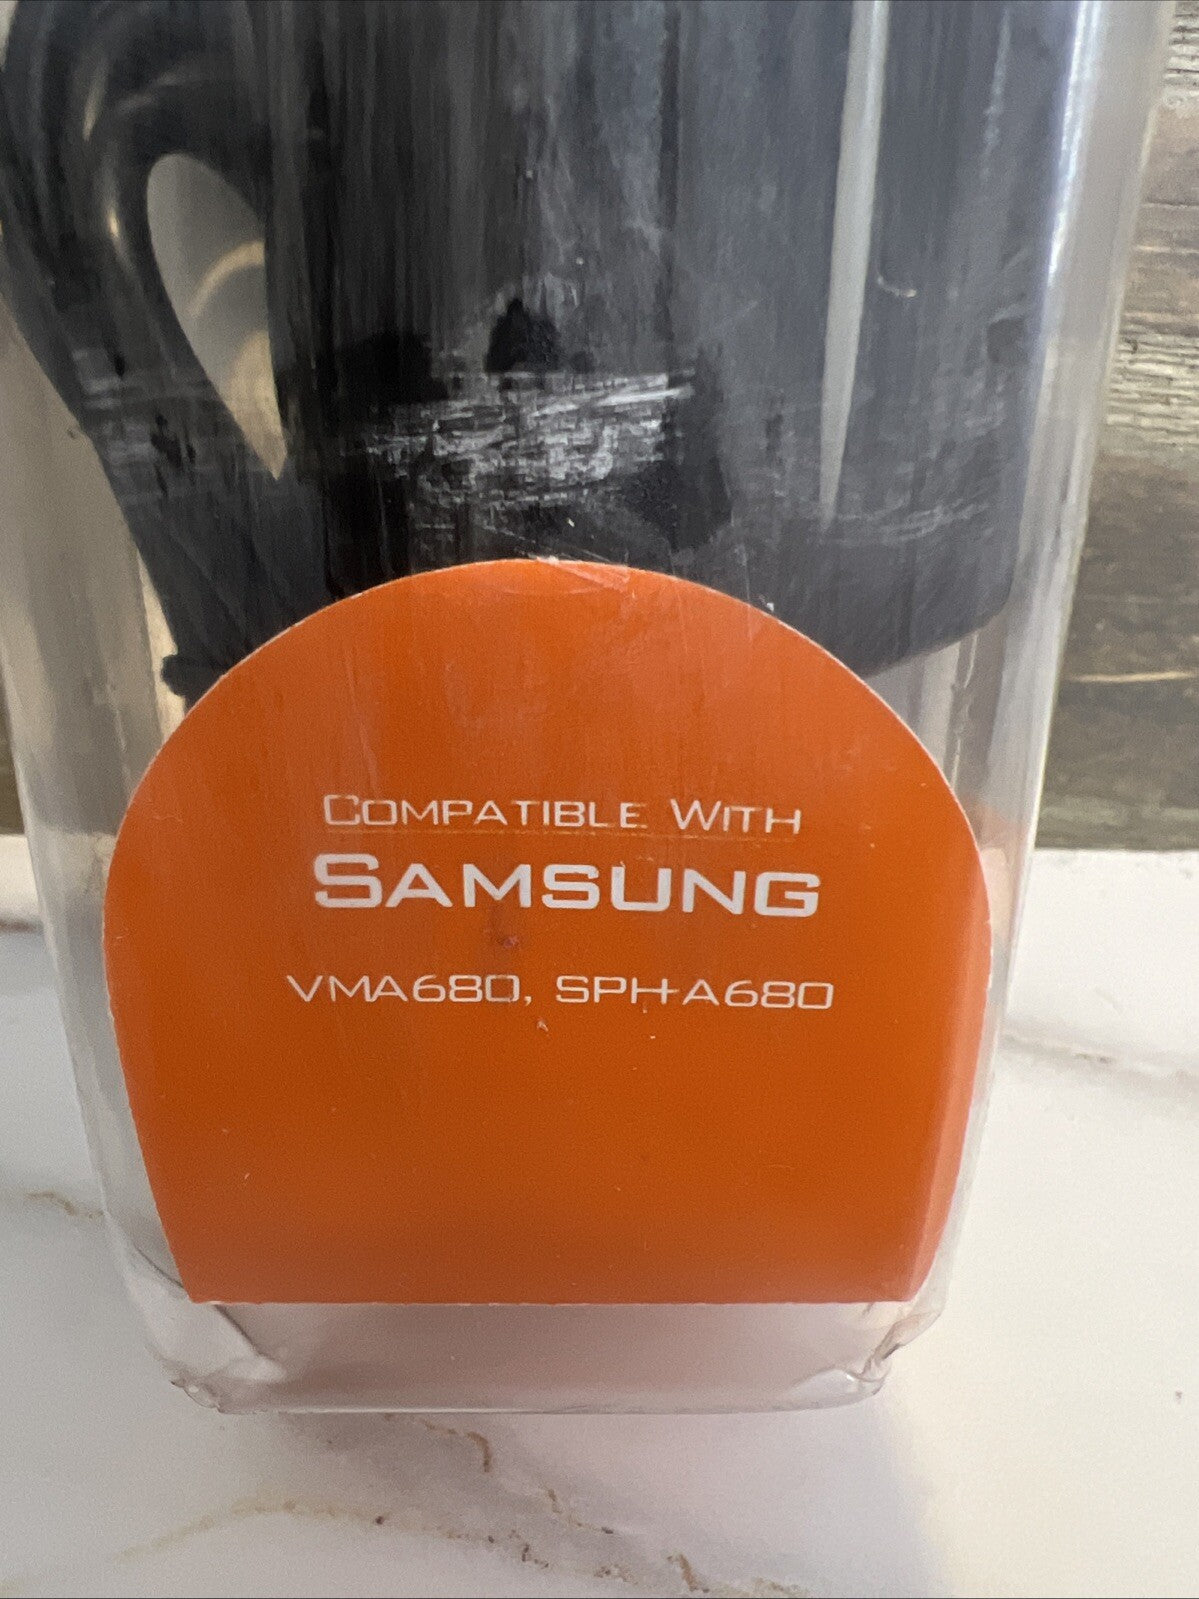 COMPATIBLE WITH
SAMSUNG
VMA680, SPH-A680